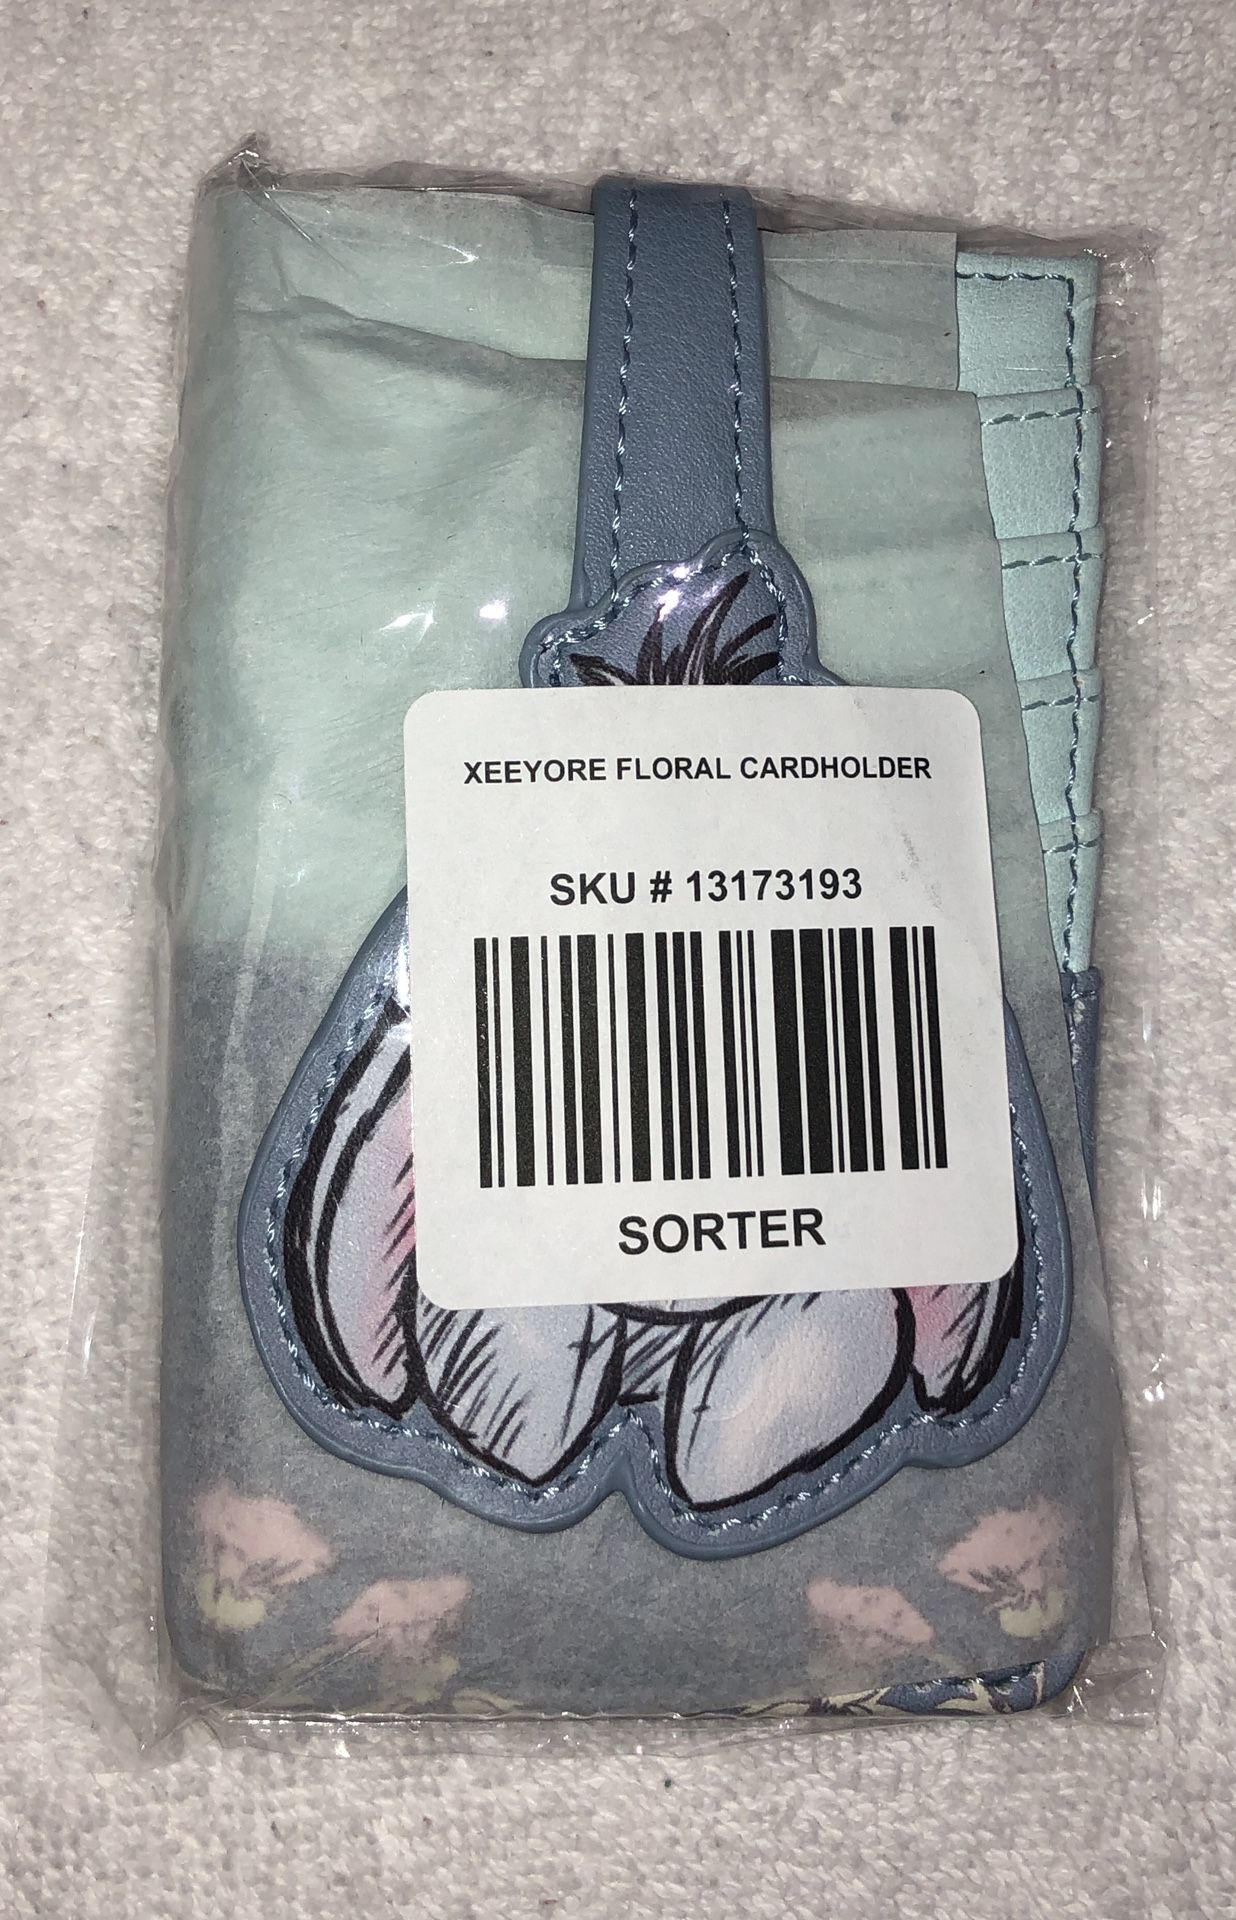 XEEYORE FLORAL CARDHOLDER
SKU # 13173193
SORTER